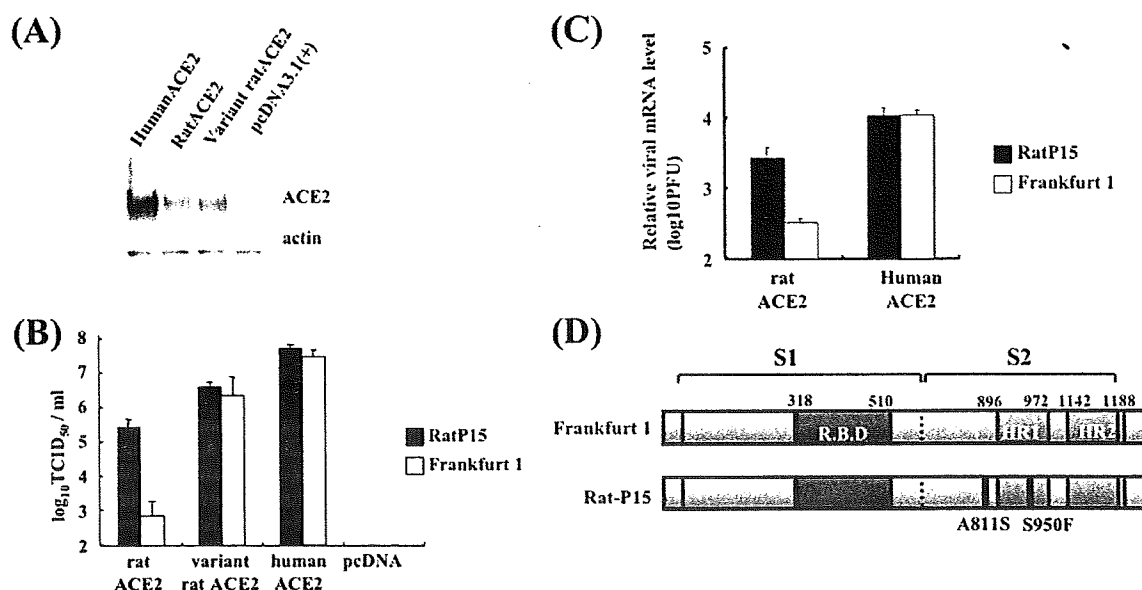 (A)
HumanACE2
RatACE2
Variant ratACE2
pcDNA3.1(+)
ACE2
actin
(B)
log10TCID50 / ml
8
7
6
5
4
3
2
rat
ACE2
variant
rat ACE2
human
ACE2
pcDNA
RatP15
Frankfurt 1
(C)
Relative viral mRNA level
(log10PFU)
5
4
3
2
rat
ACE2
Human
ACE2
RatP15
Frankfurt 1
(D)
S1
S2
318
510
896
972
1142
1188
Frankfurt 1
R.B.D
HR1
HR2
Rat-P15
A811S
S950F